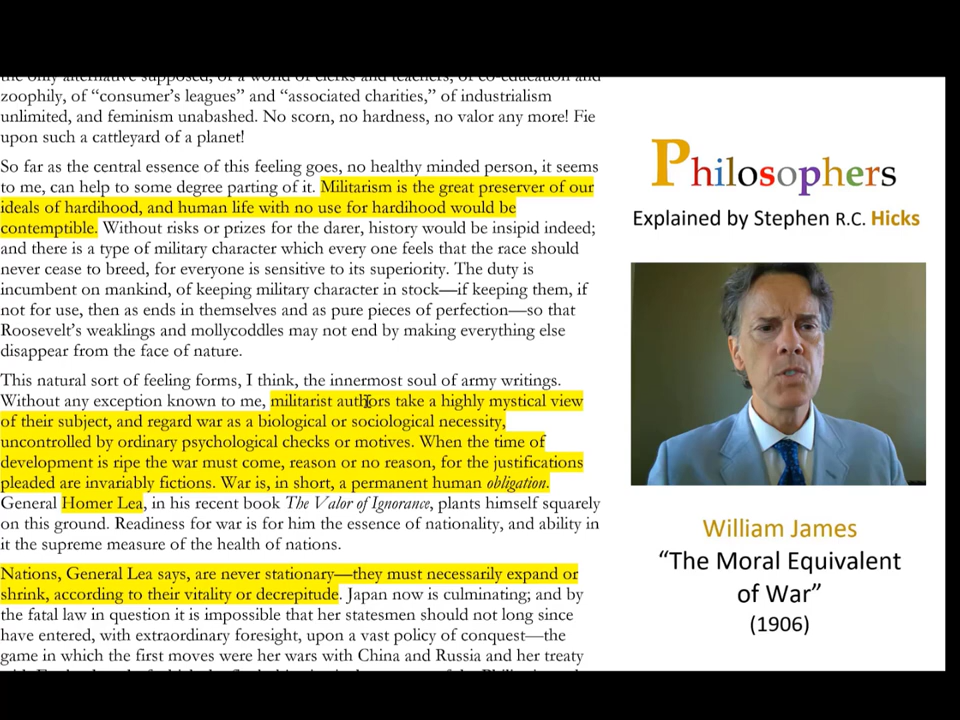 the only alternative supposed, of a world of clerks and teachers, of co-education and
zoophily, of “consumer’s leagues” and “associated charities,” of industrialism
unlimited, and feminism unabashed. No scorn, no hardness, no valor any more! Fie
upon such a cattleyard of a planet!
So far as the central essence of this feeling goes, no healthy minded person, it seems
to me, can help to some degree parting of it. Militarism is the great preserver of our
ideals of hardihood, and human life with no use for hardihood would be
contemptible. Without risks or prizes for the darer, history would be insipid indeed;
and there is a type of military character which every one feels that the race should
never cease to breed, for everyone is sensitive to its superiority. The duty is
incumbent on mankind, of keeping military character in stock—if keeping them, if
not for use, then as ends in themselves and as pure pieces of perfection—so that
Roosevelt’s weaklings and mollycoddles may not end by making everything else
disappear from the face of nature.
This natural sort of feeling forms, I think, the innermost soul of army writings.
Without any exception known to me, militarist authors take a highly mystical view
of their subject, and regard war as a biological or sociological necessity,
uncontrolled by ordinary psychological checks or motives. When the time of
development is ripe the war must come, reason or no reason, for the justifications
pleaded are invariably fictions. War is, in short, a permanent human obligation.
General Homer Lea, in his recent book The Valor of Ignorance, plants himself squarely
on this ground. Readiness for war is for him the essence of nationality, and ability in
it the supreme measure of the health of nations.
Nations, General Lea says, are never stationary—they must necessarily expand or
shrink, according to their vitality or decrepitude. Japan now is culminating; and by
the fatal law in question it is impossible that her statesmen should not long since
have entered, with extraordinary foresight, upon a vast policy of conquest—the
game in which the first moves were her wars with China and Russia and her treaty
Philosophers
Explained by Stephen R.C. Hicks
William James
“The Moral Equivalent
of War”
(1906)